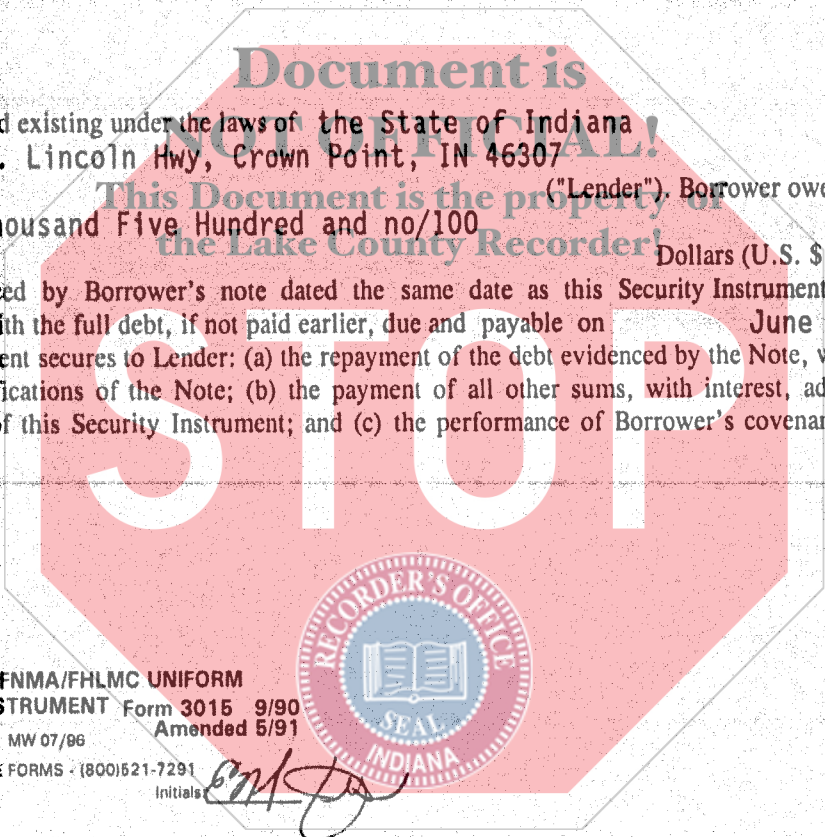 Document is
NOT OFFICIAL!
This Document is the property of
the Lake County Recorder!
STOP
d existing under the laws of the State of Indiana
. Lincoln Hwy, Crown Point, IN 46307
("Lender"). Borrower owe
housand Five Hundred and no/100
Dollars (U.S. $
ed by Borrower's note dated the same date as this Security Instrument
ith the full debt, if not paid earlier, due and payable on June
ent secures to Lender: (a) the repayment of the debt evidenced by the Note, w
ications of the Note; (b) the payment of all other sums, with interest, ad
of this Security Instrument; and (c) the performance of Borrower's covenan
RECORDER'S OFFICE
SEAL
INDIANA
FNMA/FHLMC UNIFORM
STRUMENT Form 3015 9/90
Amended 5/91
MW 07/96
FORMS - (800)521-7291
Initials: